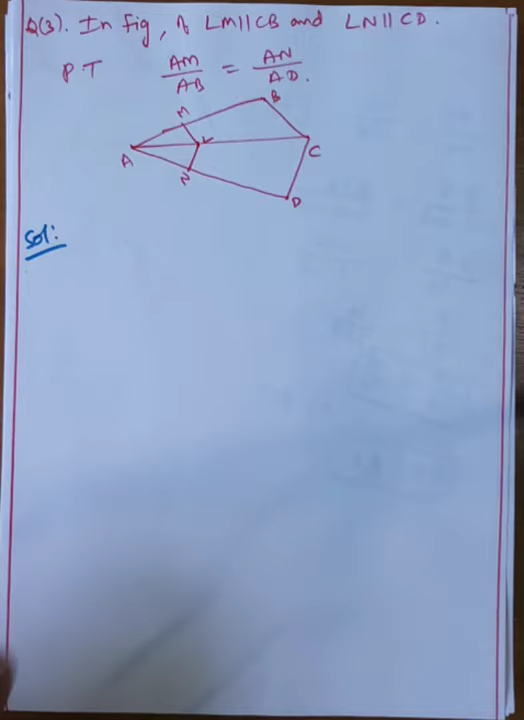 Q(3). In fig, if LM||CB and LN||CD.
PT AM/AB = AN/AD.
M
B
L
C
A
N
D
Sol: